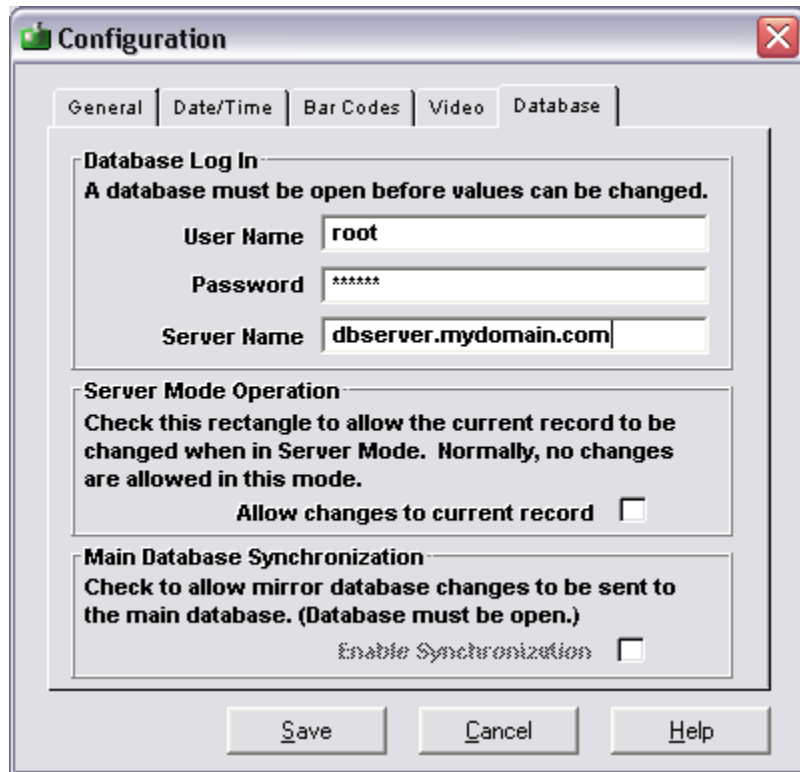 Configuration
General Date/Time Bar Codes Video Database
Database Log In
A database must be open before values can be changed.
User Name root
Password ******
Server Name dbserver.mydomain.com
Server Mode Operation
Check this rectangle to allow the current record to be
changed when in Server Mode. Normally, no changes
are allowed in this mode.
Allow changes to current record
Main Database Synchronization
Check to allow mirror database changes to be sent to
the main database. (Database must be open.)
Enable Synchronization
Save Cancel Help